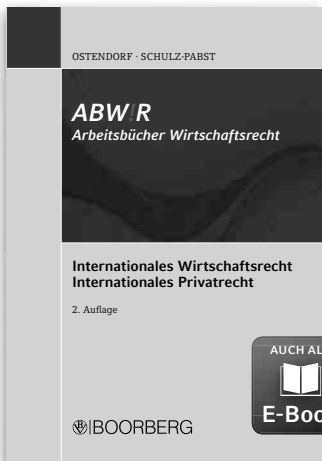 OSTENDORF · SCHULZ-PABST
ABW!R
Arbeitsbücher Wirtschaftsrecht
Internationales Wirtschaftsrecht
Internationales Privatrecht
2. Auflage
AUCH AL
E-Boo
BOORBERG